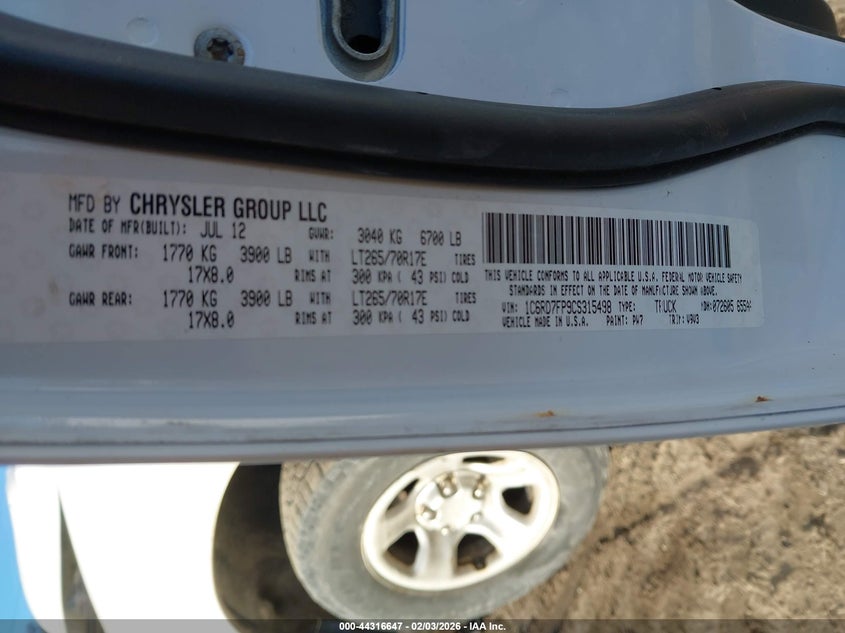 MFD BY CHRYSLER GROUP LLC
DATE OF MFR(BUILT): JUL 12 GVWR: 3040 KG 6700 LB
GAWR FRONT: 1770 KG 3900 LB WITH LT265/70R17E TIRES
17X8.0 RIMS AT 300 KPA ( 43 PSI) COLD
GAWR REAR: 1770 KG 3900 LB WITH LT265/70R17E TIRES
17X8.0 RIMS AT 300 KPA ( 43 PSI) COLD
THIS VEHICLE CONFORMS TO ALL APPLICABLE U.S.A. FEDERAL MOTOR VEHICLE SAFETY
STANDARDS IN EFFECT ON THE DATE OF MANUFACTURE SHOWN ABOVE.
VIN: 1C6RD7FP9CS315498 TYPE: TRUCK MDH: 072605
VEHICLE MADE IN U.S.A. PAINT: PW7 TRIM: V9V3
000-44316647 - 02/03/2026 - IAA Inc.